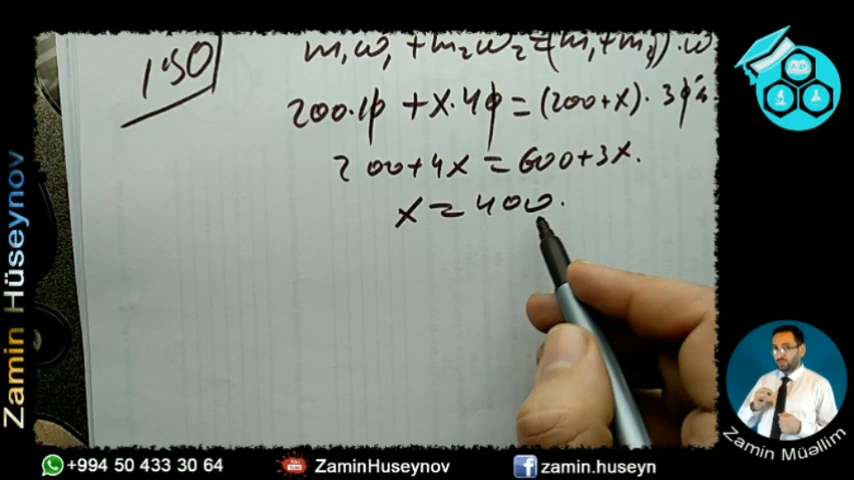 150
m₁ω₁ + m₂ω₂ = (m₁+m₂)·ω
200·10 + x·40 = (200+x)·30
200+4x = 600+3x.
x = 400.
Zamin Hüseynov
Zamin Müəllim
+994 50 433 30 64
ZaminHuseynov
zamin.huseyn